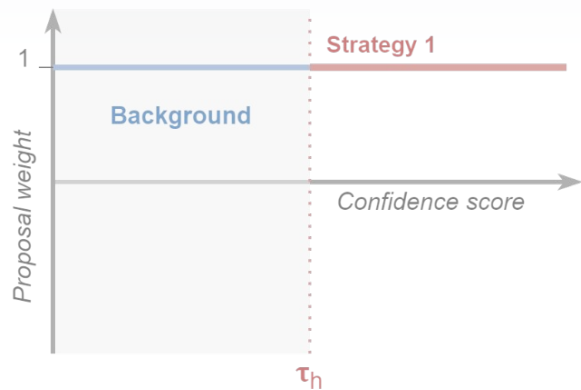 Strategy 1
1
Background
Proposal weight
Confidence score
τh